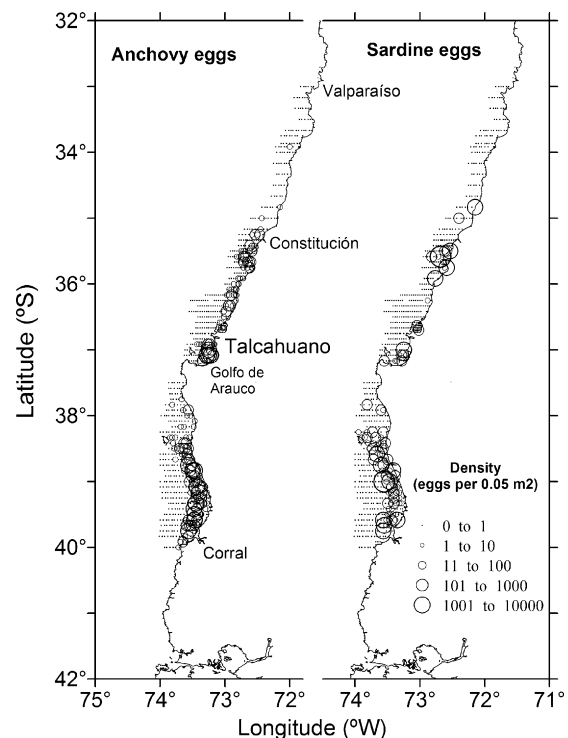 32°
34°
36°
38°
40°
42°
Latitude (ºS)
Anchovy eggs
Sardine eggs
Valparaíso
Constitución
Talcahuano
Golfo de
Arauco
Corral
Density
(eggs per 0.05 m2)
0 to 1
1 to 10
11 to 100
101 to 1000
1001 to 10000
75° 74° 73° 72° 74° 73° 72° 71°
Longitude (ºW)